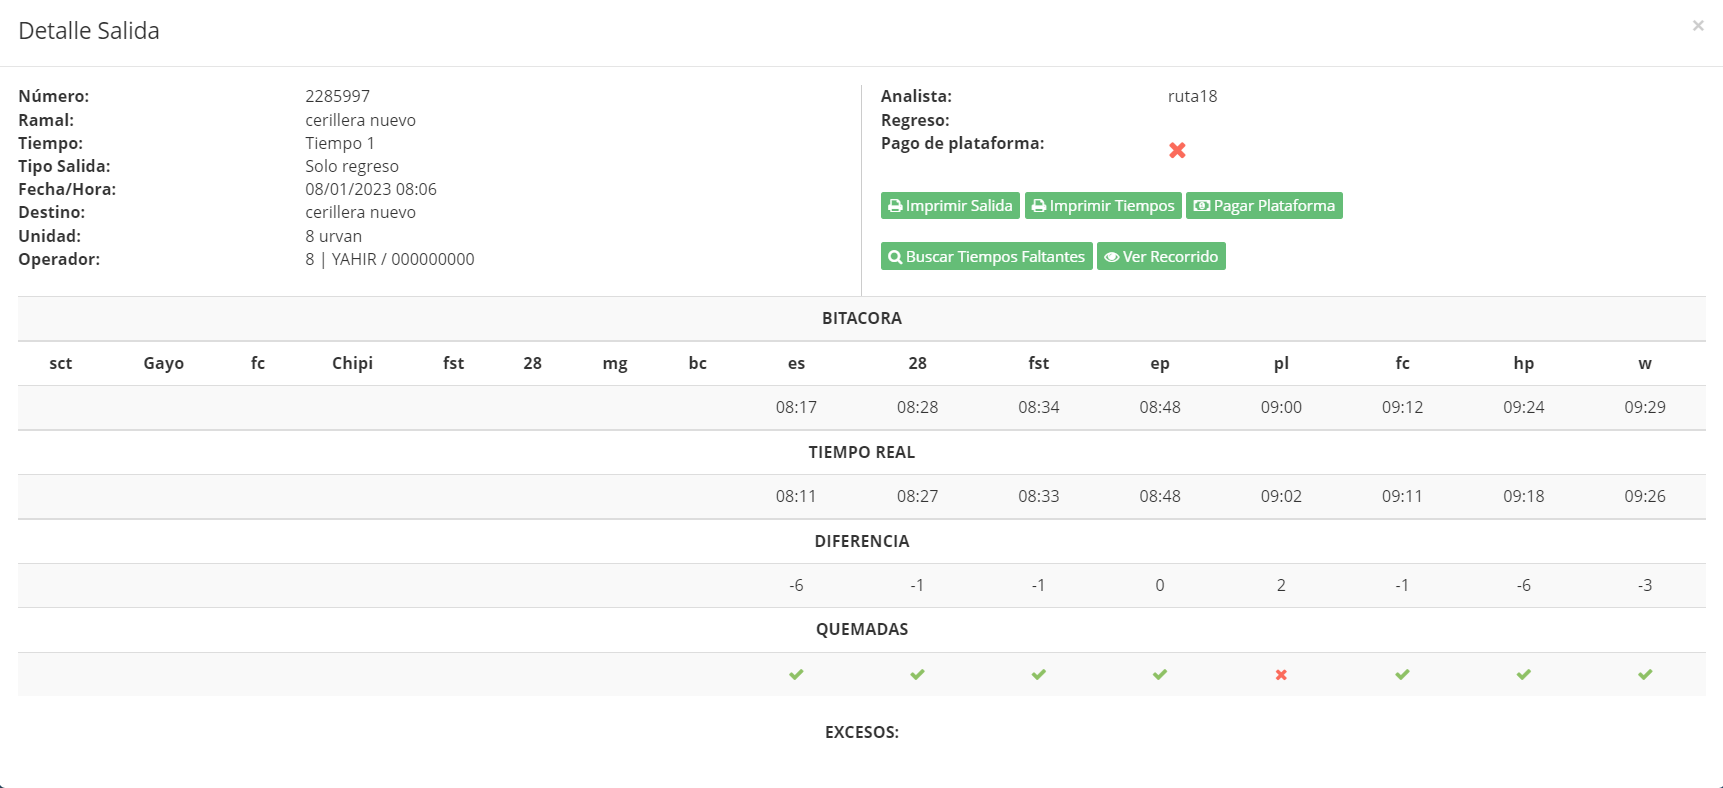 Detalle Salida
×
Número: 2285997
Ramal: cerillera nuevo
Tiempo: Tiempo 1
Tipo Salida: Solo regreso
Fecha/Hora: 08/01/2023 08:06
Destino: cerillera nuevo
Unidad: 8 urvan
Operador: 8 | YAHIR / 000000000
Analista: ruta18
Regreso:
Pago de plataforma:
Imprimir Salida Imprimir Tiempos Pagar Plataforma
Buscar Tiempos Faltantes Ver Recorrido
BITACORA
sct Gayo fc Chipi fst 28 mg bc es 28 fst ep pl fc hp w
08:17 08:28 08:34 08:48 09:00 09:12 09:24 09:29
TIEMPO REAL
08:11 08:27 08:33 08:48 09:02 09:11 09:18 09:26
DIFERENCIA
-6 -1 -1 0 2 -1 -6 -3
QUEMADAS
EXCESOS: